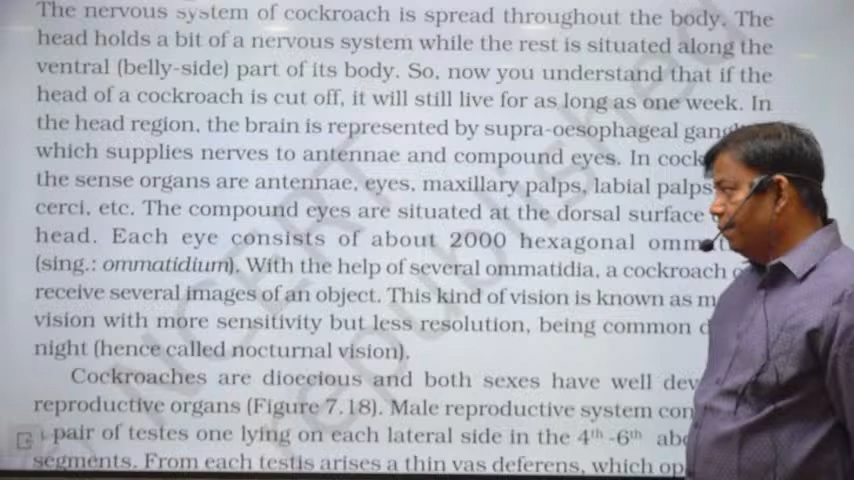 The nervous system of cockroach is spread throughout the body. The
head holds a bit of a nervous system while the rest is situated along the
ventral (belly-side) part of its body. So, now you understand that if the
head of a cockroach is cut off, it will still live for as long as one week. In
the head region, the brain is represented by supra-oesophageal gang
which supplies nerves to antennae and compound eyes. In cock
the sense organs are antennae, eyes, maxillary palps, labial palps
cerci, etc. The compound eyes are situated at the dorsal surface
head. Each eye consists of about 2000 hexagonal omma
(sing.: ommatidium). With the help of several ommatidia, a cockroach
receive several images of an object. This kind of vision is known as m
vision with more sensitivity but less resolution, being common d
night (hence called nocturnal vision).
Cockroaches are dioecious and both sexes have well dev
reproductive organs (Figure 7.18). Male reproductive system con
pair of testes one lying on each lateral side in the 4th -6th abd
segments. From each testis arises a thin vas deferens, which op
NCERT
republished